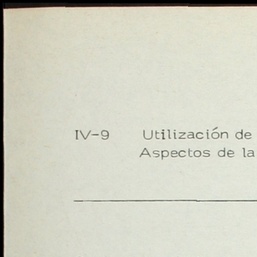 IV-9 Utilización de
Aspectos de la